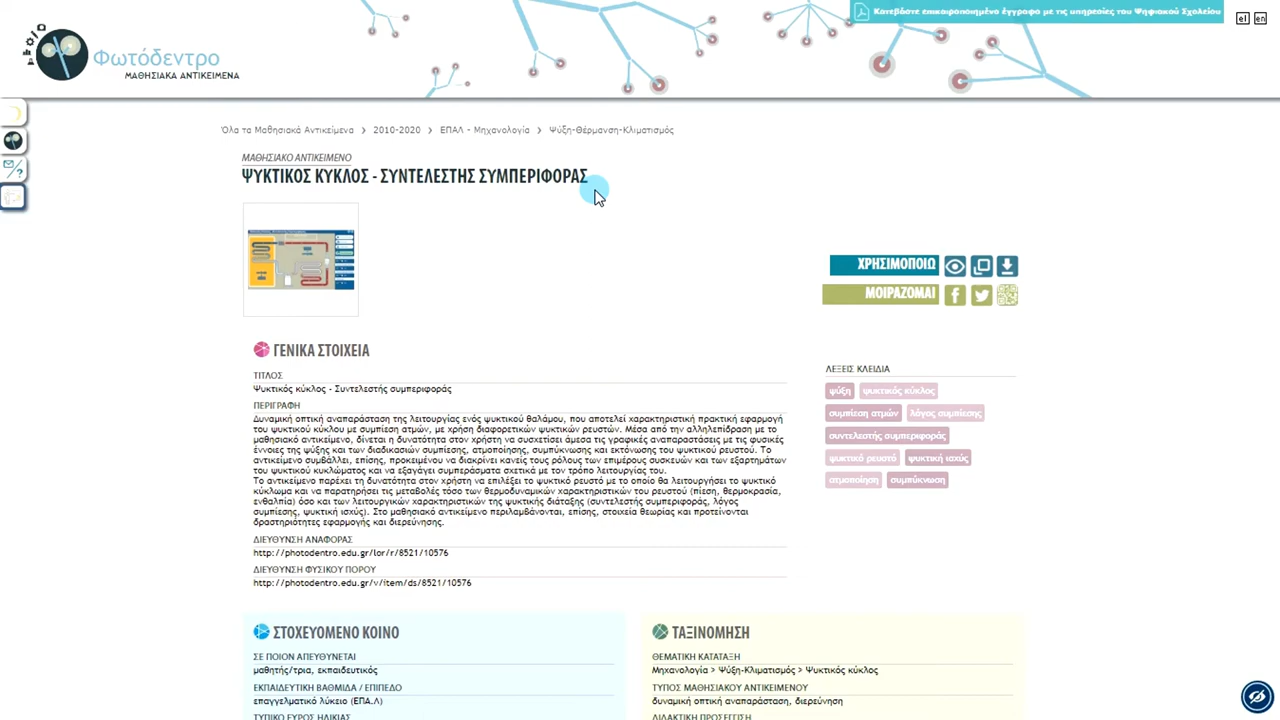 Κατεβάστε επικαιροποιημένο έγγραφο με τις υπηρεσίες του Ψηφιακού Σχολείου
el en
Φωτόδεντρο
ΜΑΘΗΣΙΑΚΑ ΑΝΤΙΚΕΙΜΕΝΑ
Όλα τα Μαθησιακά Αντικείμενα > 2010-2020 > ΕΠΑΛ - Μηχανολογία > Ψύξη-Θέρμανση-Κλιματισμός
ΜΑΘΗΣΙΑΚΟ ΑΝΤΙΚΕΙΜΕΝΟ
ΨΥΚΤΙΚΟΣ ΚΥΚΛΟΣ - ΣΥΝΤΕΛΕΣΤΗΣ ΣΥΜΠΕΡΙΦΟΡΑΣ
ΧΡΗΣΙΜΟΠΟΙΩ
ΜΟΙΡΑΖΟΜΑΙ
ΓΕΝΙΚΑ ΣΤΟΙΧΕΙΑ
ΤΙΤΛΟΣ
Ψυκτικός κύκλος - Συντελεστής συμπεριφοράς
ΠΕΡΙΓΡΑΦΗ
Δυναμική οπτική αναπαράσταση της λειτουργίας ενός ψυκτικού θαλάμου, που αποτελεί χαρακτηριστική πρακτική εφαρμογή
του ψυκτικού κύκλου με συμπίεση ατμών, με χρήση διαφορετικών ψυκτικών ρευστών. Μέσα από την αλληλεπίδραση με το
μαθησιακό αντικείμενο, δίνεται η δυνατότητα στον χρήστη να συσχετίσει άμεσα τις γραφικές αναπαραστάσεις με τις φυσικές
έννοιες της ψύξης και των διαδικασιών συμπίεσης, ατμοποίησης, συμπύκνωσης και εκτόνωσης του ψυκτικού ρευστού. Το
αντικείμενο συμβάλλει, επίσης, προκειμένου να διακρίνει κανείς τους ρόλους των επιμέρους συσκευών και των εξαρτημάτων
του ψυκτικού κυκλώματος και να εξαγάγει συμπεράσματα σχετικά με τον τρόπο λειτουργίας του.
Το αντικείμενο παρέχει τη δυνατότητα στον χρήστη να επιλέξει το ψυκτικό ρευστό με το οποίο θα λειτουργήσει το ψυκτικό
κύκλωμα και να παρατηρήσει τις μεταβολές τόσο των θερμοδυναμικών χαρακτηριστικών του ρευστού (πίεση, θερμοκρασία,
ενθαλπία) όσο και των λειτουργικών χαρακτηριστικών της ψυκτικής διάταξης (συντελεστής συμπεριφοράς, λόγος
συμπίεσης, ψυκτική ισχύς). Στο μαθησιακό αντικείμενο περιλαμβάνονται, επίσης, στοιχεία θεωρίας και προτείνονται
δραστηριότητες εφαρμογής και διερεύνησης.
ΔΙΕΥΘΥΝΣΗ ΑΝΑΦΟΡΑΣ
http://photodentro.edu.gr/lor/r/8521/10576
ΔΙΕΥΘΥΝΣΗ ΦΥΣΙΚΟΥ ΠΟΡΟΥ
http://photodentro.edu.gr/v/item/ds/8521/10576
ΛΕΞΕΙΣ ΚΛΕΙΔΙΑ
ψύξη ψυκτικός κύκλος
συμπίεση ατμών λόγος συμπίεσης
συντελεστής συμπεριφοράς
ψυκτικό ρευστό ψυκτική ισχύς
ατμοποίηση συμπύκνωση
ΣΤΟΧΕΥΟΜΕΝΟ ΚΟΙΝΟ
ΣΕ ΠΟΙΟΝ ΑΠΕΥΘΥΝΕΤΑΙ
μαθητής/τρια, εκπαιδευτικός
ΕΚΠΑΙΔΕΥΤΙΚΗ ΒΑΘΜΙΔΑ / ΕΠΙΠΕΔΟ
επαγγελματικό λύκειο (ΕΠΑ.Λ)
ΤΥΠΙΚΟ ΕΥΡΟΣ ΗΛΙΚΙΑΣ
ΤΑΞΙΝΟΜΗΣΗ
ΘΕΜΑΤΙΚΗ ΚΑΤΑΤΑΞΗ
Μηχανολογία > Ψύξη-Κλιματισμός > Ψυκτικός κύκλος
ΤΥΠΟΣ ΜΑΘΗΣΙΑΚΟΥ ΑΝΤΙΚΕΙΜΕΝΟΥ
δυναμική οπτική αναπαράσταση, διερεύνηση
ΔΙΔΑΚΤΙΚΗ ΠΡΟΣΕΓΓΙΣΗ